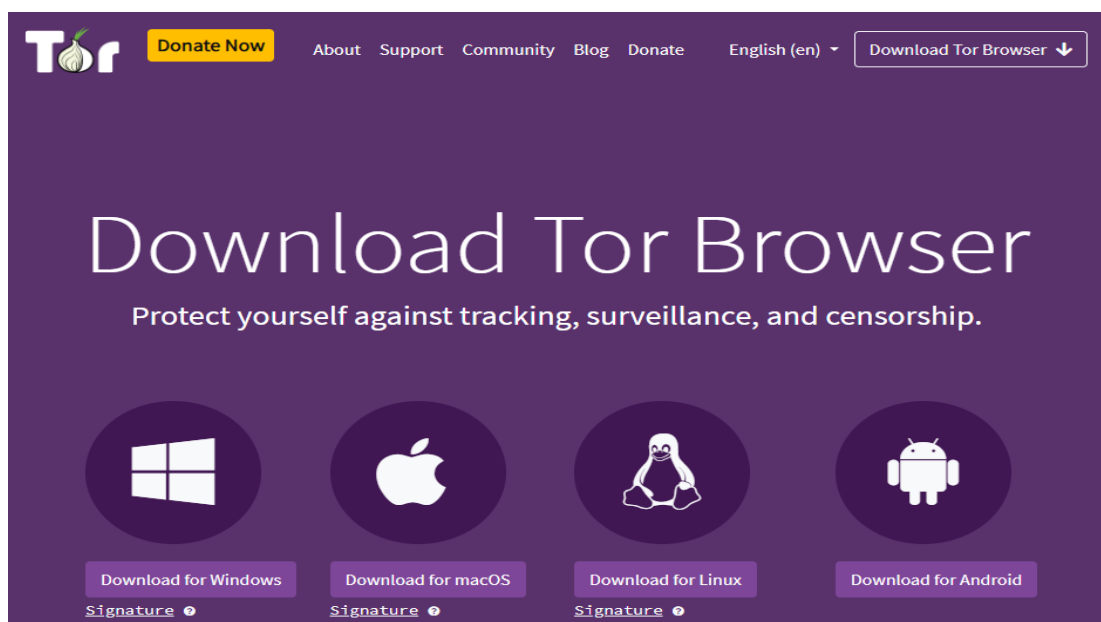 Tor
Donate Now
About Support Community Blog Donate English (en) Download Tor Browser
Download Tor Browser
Protect yourself against tracking, surveillance, and censorship.
Download for Windows Download for macOS Download for Linux Download for Android
Signature ? Signature ? Signature ?